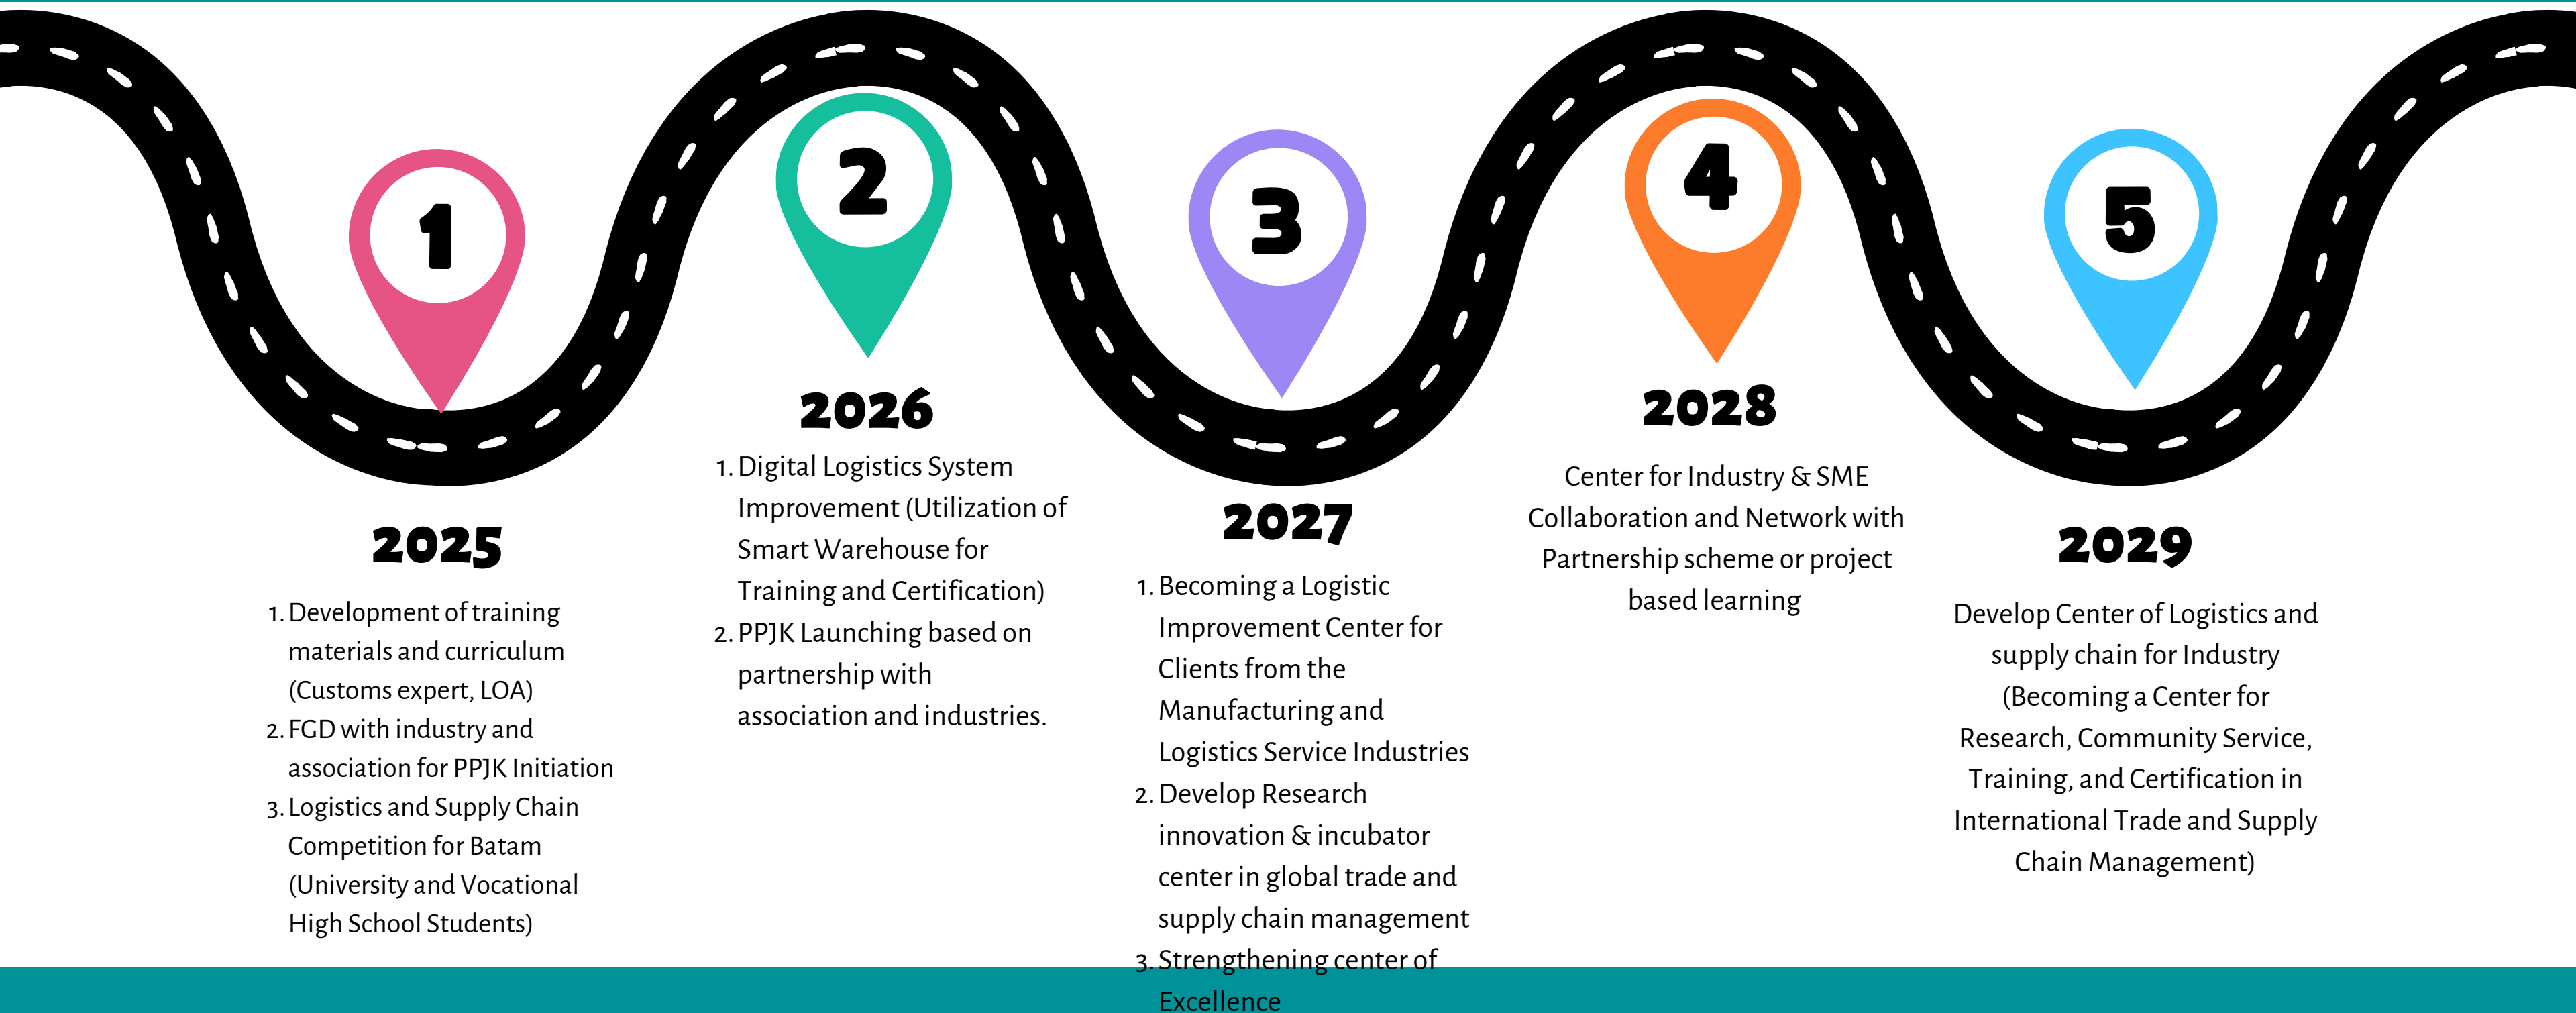 1
2025
1. Development of training
materials and curriculum
(Customs expert, LOA)
2. FGD with industry and
association for PPJK Initiation
3. Logistics and Supply Chain
Competition for Batam
(University and Vocational
High School Students)
2
2026
1. Digital Logistics System
Improvement (Utilization of
Smart Warehouse for
Training and Certification)
2. PPJK Launching based on
partnership with
association and industries.
3
2027
1. Becoming a Logistic
Improvement Center for
Clients from the
Manufacturing and
Logistics Service Industries
2. Develop Research
innovation & incubator
center in global trade and
supply chain management
3. Strengthening center of
Excellence
4
2028
Center for Industry & SME
Collaboration and Network with
Partnership scheme or project
based learning
5
2029
Develop Center of Logistics and
supply chain for Industry
(Becoming a Center for
Research, Community Service,
Training, and Certification in
International Trade and Supply
Chain Management)